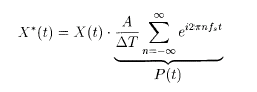 X*(t) = X(t) · A/ΔT ∑_{n=-∞}^{∞} e^{i2πnf_s t}
P(t)